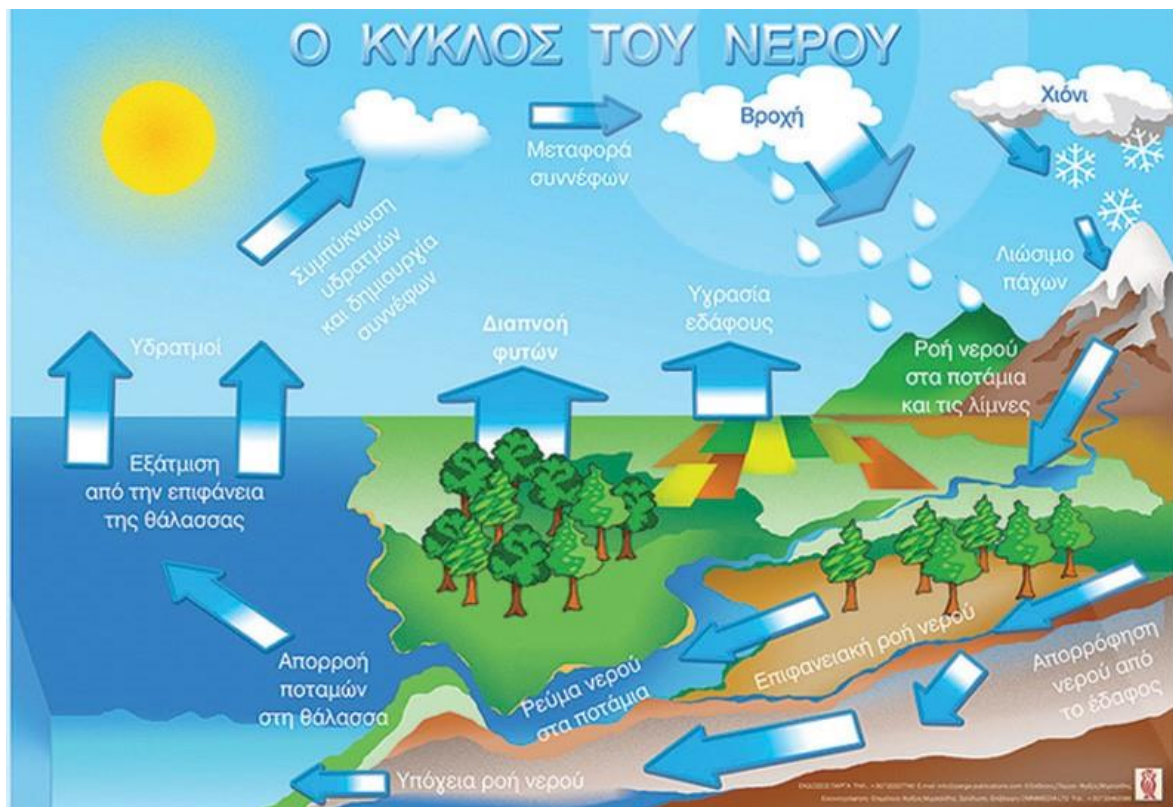 Ο ΚΥΚΛΟΣ ΤΟΥ ΝΕΡΟΥ
Βροχή
Χιόνι
Μεταφορά
συννέφων
Συμπύκνωση
υδρατμών
και δημιουργία
συννέφων
Λιώσιμο
πάγων
Υδρατμοί
Διαπνοή
φυτών
Υγρασία
εδάφους
Ροή νερού
στα ποτάμια
και τις λίμνες
Εξάτμιση
από την επιφάνεια
της θάλασσας
Απορροή
ποταμών
στη θάλασσα
Ρεύμα νερού
στα ποτάμια
Επιφανειακή ροή νερού
Απορρόφηση
νερού από
το έδαφος
Υπόγεια ροή νερού